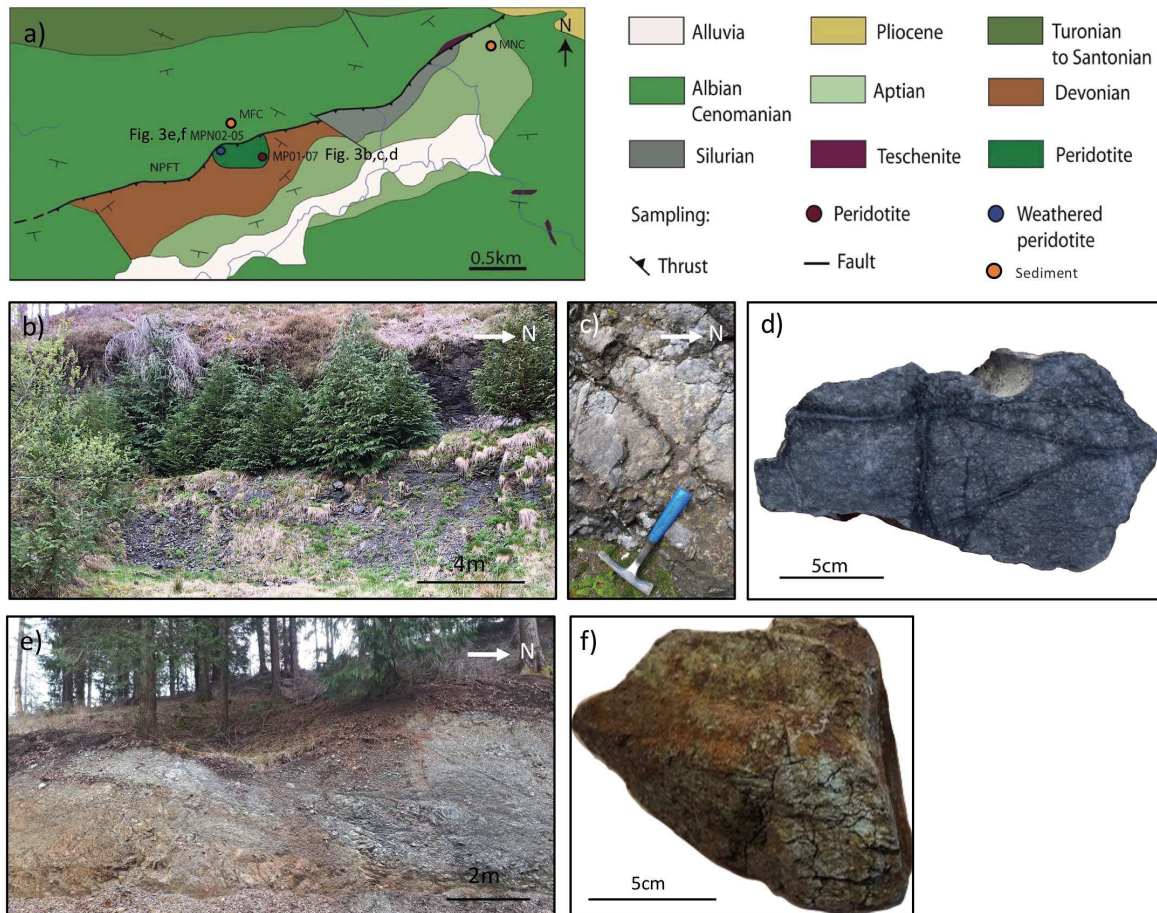 a)
N
MNC
MFC
Fig. 3e,f MPN02-05
NPFT
MP01-07 Fig. 3b,c,d
0.5km
Alluvia
Pliocene
Turonian
to Santonian
Albian
Cenomanian
Aptian
Devonian
Silurian
Teschenite
Peridotite
Sampling:
Peridotite
Weathered
peridotite
Thrust
Fault
Sediment
b)
N
4m
c)
N
d)
5cm
e)
N
2m
f)
5cm